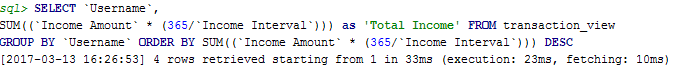 sql> SELECT `Username`,
SUM((`Income Amount` * (365/`Income Interval`))) as 'Total Income' FROM transaction_view
GROUP BY `Username` ORDER BY SUM((`Income Amount` * (365/`Income Interval`))) DESC
[2017-03-13 16:26:53] 4 rows retrieved starting from 1 in 33ms (execution: 23ms, fetching: 10ms)